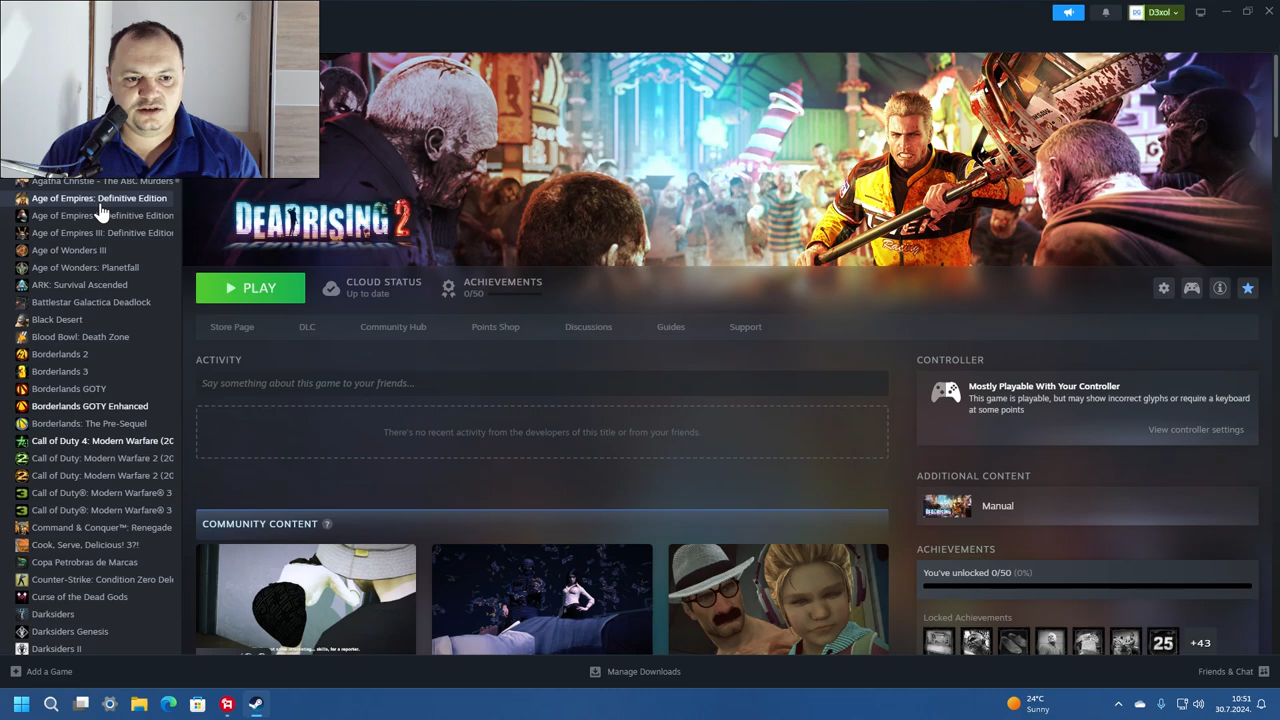 D3xol
Agatha Christie - The ABC Murders
Age of Empires: Definitive Edition
Age of Empires Definitive Edition
Age of Empires III: Definitive Edition
Age of Wonders III
Age of Wonders: Planetfall
ARK: Survival Ascended
Battlestar Galactica Deadlock
Black Desert
Blood Bowl: Death Zone
Borderlands 2
Borderlands 3
Borderlands GOTY
Borderlands GOTY Enhanced
Borderlands: The Pre-Sequel
Call of Duty 4: Modern Warfare (20
Call of Duty: Modern Warfare 2 (20
Call of Duty: Modern Warfare 2 (20
Call of Duty®: Modern Warfare® 3
Call of Duty®: Modern Warfare® 3
Command & Conquer™: Renegade
Cook, Serve, Delicious! 3?!
Copa Petrobras de Marcas
Counter-Strike: Condition Zero Del
Curse of the Dead Gods
Darksiders
Darksiders Genesis
Darksiders II
DEADRISING 2
PLAY
CLOUD STATUS
Up to date
ACHIEVEMENTS
0/50
Store Page
DLC
Community Hub
Points Shop
Discussions
Guides
Support
ACTIVITY
Say something about this game to your friends...
There's no recent activity from the developers of this title or from your friends.
COMMUNITY CONTENT ?
CONTROLLER
Mostly Playable With Your Controller
This game is playable, but may show incorrect glyphs or require a keyboard
at some points
View controller settings
ADDITIONAL CONTENT
Manual
ACHIEVEMENTS
You've unlocked 0/50 (0%)
Locked Achievements
25
+43
Add a Game
Manage Downloads
Friends & Chat
24°C
Sunny
10:51
30.7.2024.